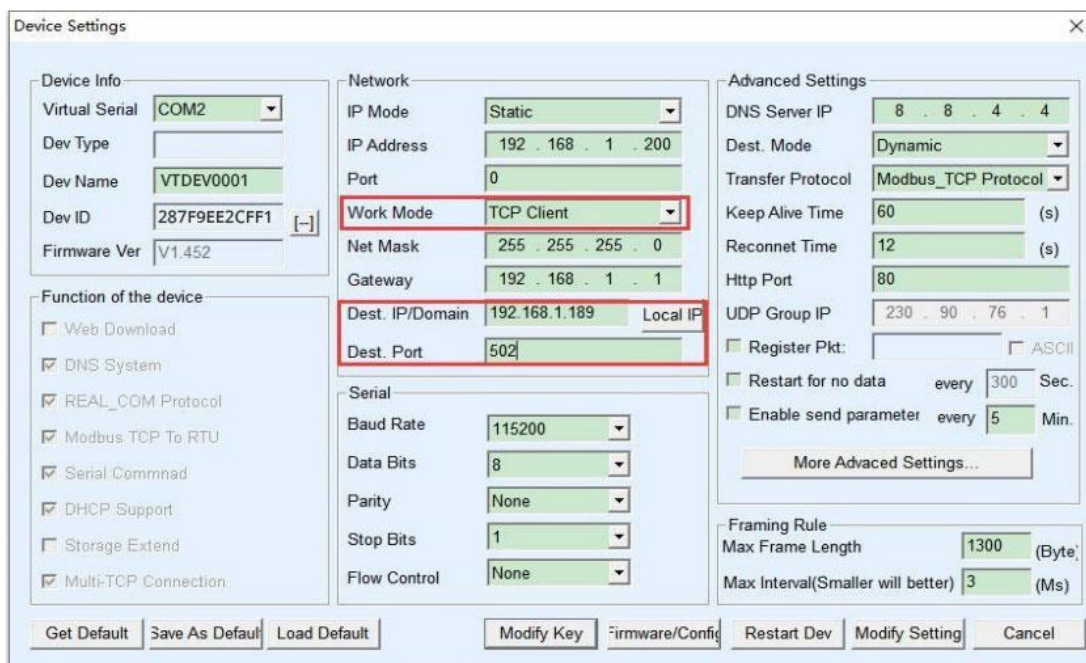 Device Settings
Device Info
Virtual Serial COM2
Dev Type
Dev Name VTDEV0001
Dev ID 287F9EE2CFF1 [--]
Firmware Ver V1.452
Function of the device
Web Download
DNS System
REAL_COM Protocol
Modbus TCP To RTU
Serial Commnad
DHCP Support
Storage Extend
Multi-TCP Connection
Network
IP Mode Static
IP Address 192 . 168 . 1 . 200
Port 0
Work Mode TCP Client
Net Mask 255 . 255 . 255 . 0
Gateway 192 . 168 . 1 . 1
Dest. IP/Domain 192.168.1.189 Local IP
Dest. Port 502
Serial
Baud Rate 115200
Data Bits 8
Parity None
Stop Bits 1
Flow Control None
Advanced Settings
DNS Server IP 8 . 8 . 4 . 4
Dest. Mode Dynamic
Transfer Protocol Modbus_TCP Protocol
Keep Alive Time 60 (s)
Reconnet Time 12 (s)
Http Port 80
UDP Group IP 230 . 90 . 76 . 1
Register Pkt: ASCII
Restart for no data every 300 Sec.
Enable send parameter every 5 Min.
More Advaced Settings...
Framing Rule
Max Frame Length 1300 (Byte)
Max Interval(Smaller will better) 3 (Ms)
Get Default Save As Defaul Load Default Modify Key Firmware/Config Restart Dev Modify Setting Cancel